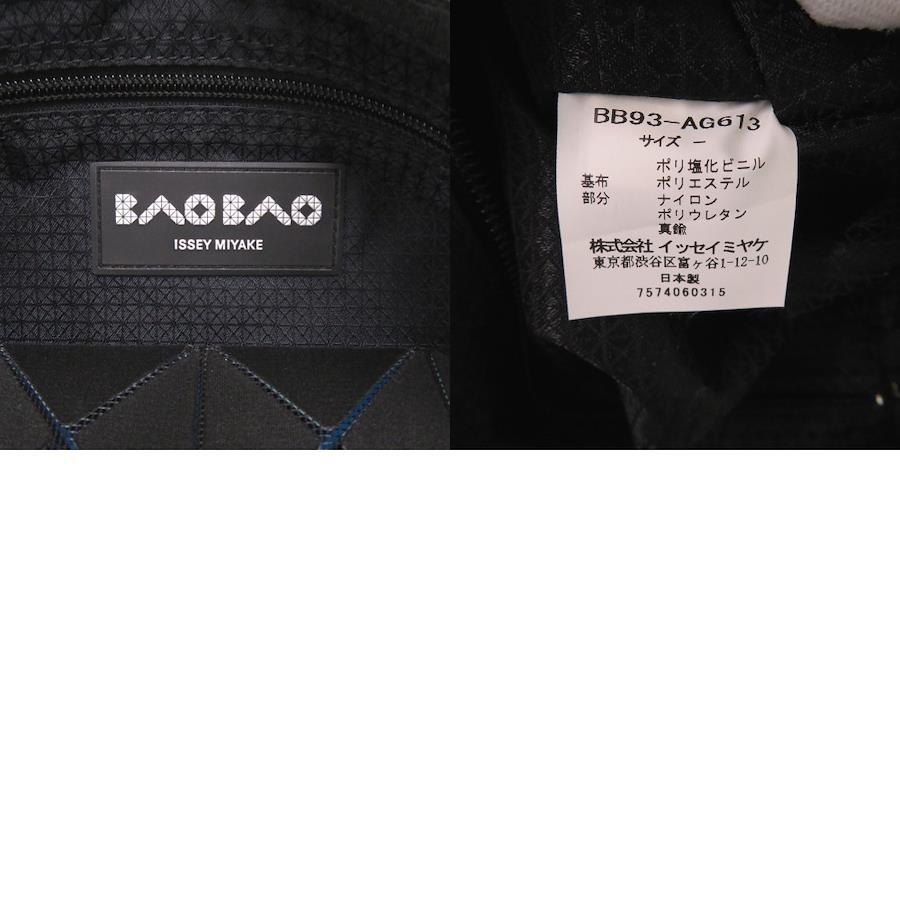 BAOBAO
ISSEY MIYAKE
BB93-AG613
サイズ －
ポリ塩化ビニル
基布 ポリエステル
部分 ナイロン
ポリウレタン
真鍮
株式会社 イッセイミヤケ
東京都渋谷区富ヶ谷1-12-10
日本製
7574060315